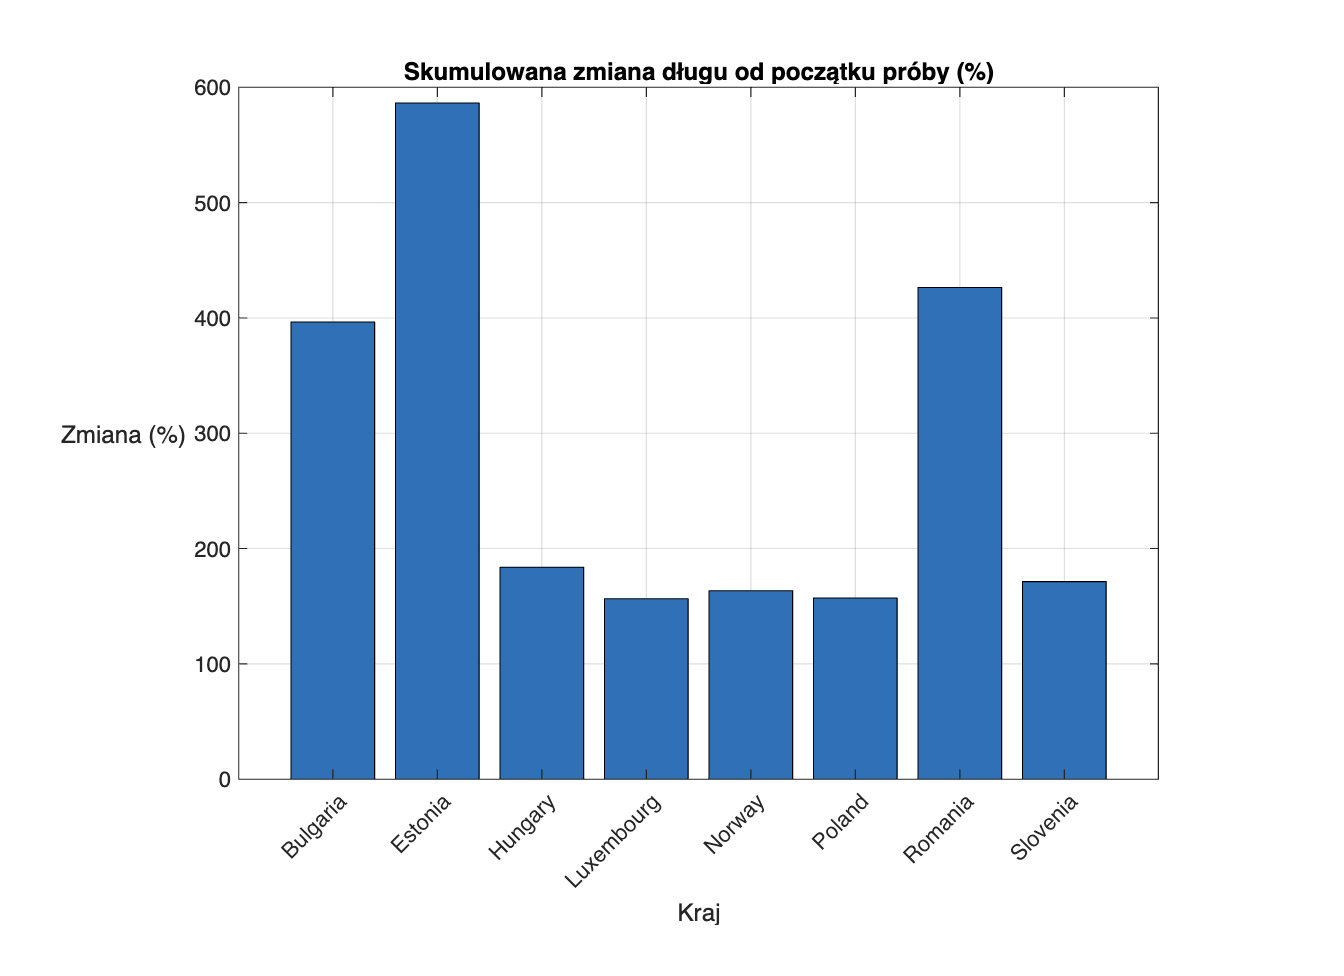 Skumulowana zmiana długu od początku próby (%)
600
500
400
Zmiana (%) 300
200
100
0
Bulgaria Estonia Hungary Luxembourg Norway Poland Romania Slovenia
Kraj